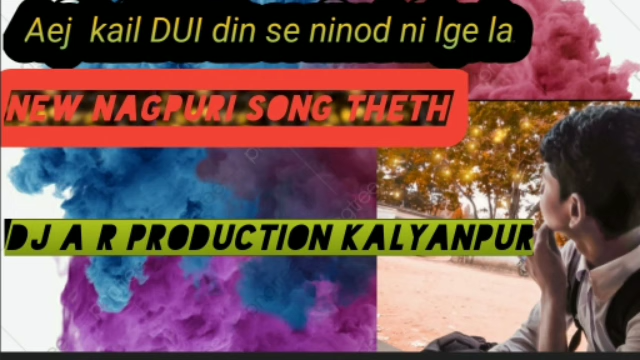 Aej kail DUI din se ninod ni lge la
NEW NAGPURI SONG THETH
DJ A R PRODUCTION KALYANPUR